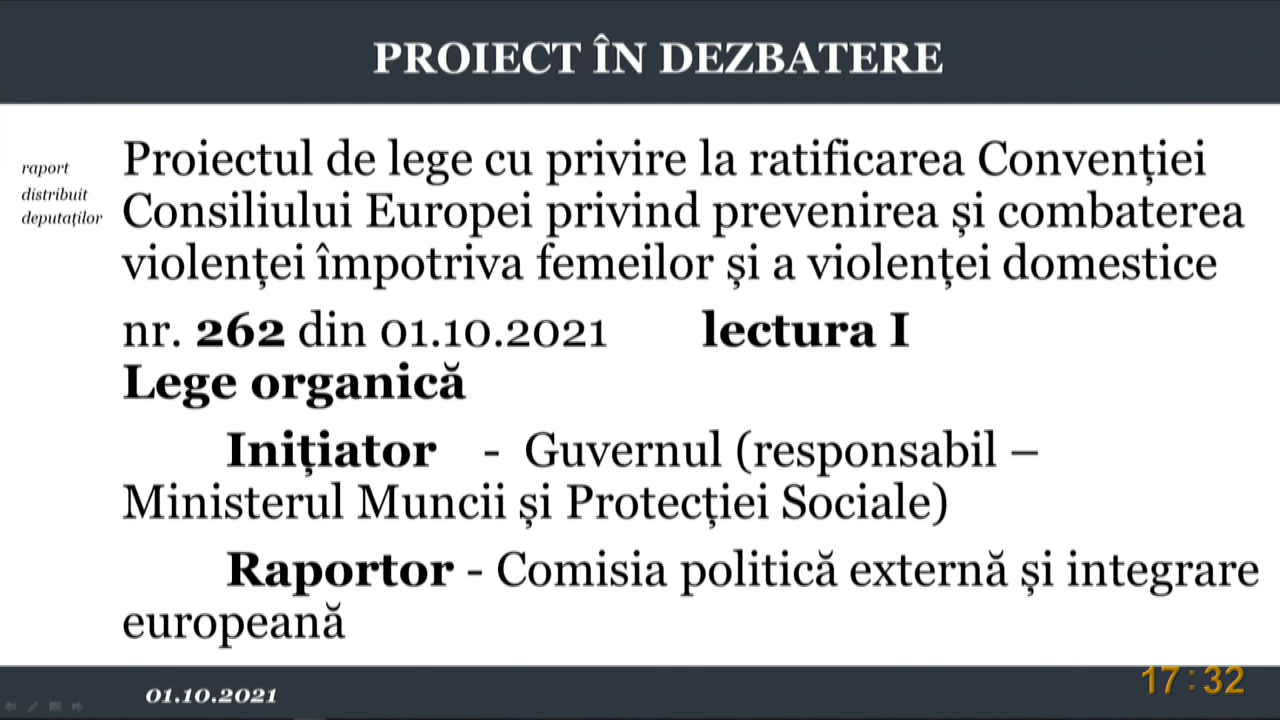 PROIECT ÎN DEZBATERE
raport
distribuit
deputaților
Proiectul de lege cu privire la ratificarea Convenției
Consiliului Europei privind prevenirea și combaterea
violenței împotriva femeilor și a violenței domestice
nr. 262 din 01.10.2021 lectura I
Lege organică
Inițiator - Guvernul (responsabil –
Ministerul Muncii și Protecției Sociale)
Raportor - Comisia politică externă și integrare
europeană
01.10.2021
17:32